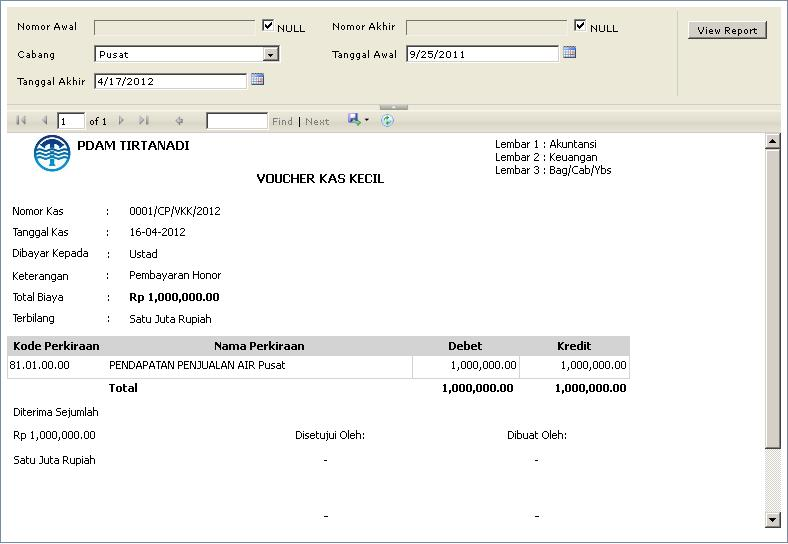 Nomor Awal NULL Nomor Akhir NULL View Report
Cabang Pusat Tanggal Awal 9/25/2011
Tanggal Akhir 4/17/2012
1 of 1 Find | Next
PDAM TIRTANADI
Lembar 1 : Akuntansi
Lembar 2 : Keuangan
Lembar 3 : Bag/Cab/Ybs
VOUCHER KAS KECIL
Nomor Kas : 0001/CP/VKK/2012
Tanggal Kas : 16-04-2012
Dibayar Kepada : Ustad
Keterangan : Pembayaran Honor
Total Biaya : Rp 1,000,000.00
Terbilang : Satu Juta Rupiah
Kode Perkiraan Nama Perkiraan Debet Kredit
81.01.00.00 PENDAPATAN PENJUALAN AIR Pusat 1,000,000.00 1,000,000.00
Total 1,000,000.00 1,000,000.00
Diterima Sejumlah
Rp 1,000,000.00 Disetujui Oleh: Dibuat Oleh:
Satu Juta Rupiah - -
- -